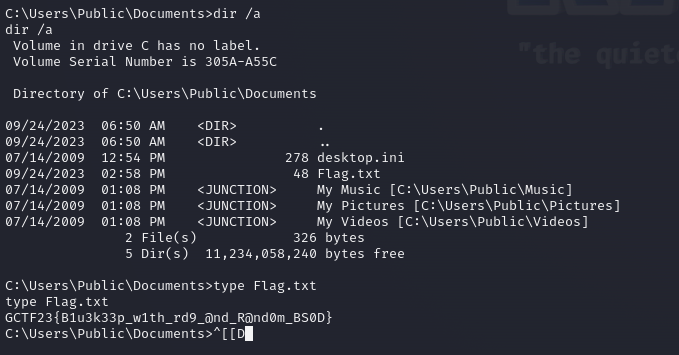 C:\Users\Public\Documents>dir /a
dir /a
 Volume in drive C has no label.
 Volume Serial Number is 305A-A55C

 Directory of C:\Users\Public\Documents

09/24/2023  06:50 AM    <DIR>          .
09/24/2023  06:50 AM    <DIR>          ..
07/14/2009  12:54 PM               278 desktop.ini
09/24/2023  02:58 PM                48 Flag.txt
07/14/2009  01:08 PM    <JUNCTION>     My Music [C:\Users\Public\Music]
07/14/2009  01:08 PM    <JUNCTION>     My Pictures [C:\Users\Public\Pictures]
07/14/2009  01:08 PM    <JUNCTION>     My Videos [C:\Users\Public\Videos]
               2 File(s)            326 bytes
               5 Dir(s)  11,234,058,240 bytes free

C:\Users\Public\Documents>type Flag.txt
type Flag.txt
GCTF23{B1u3k33p_w1th_rd9_@nd_R@nd0m_BS0D}
C:\Users\Public\Documents>^[[D
"the quiet